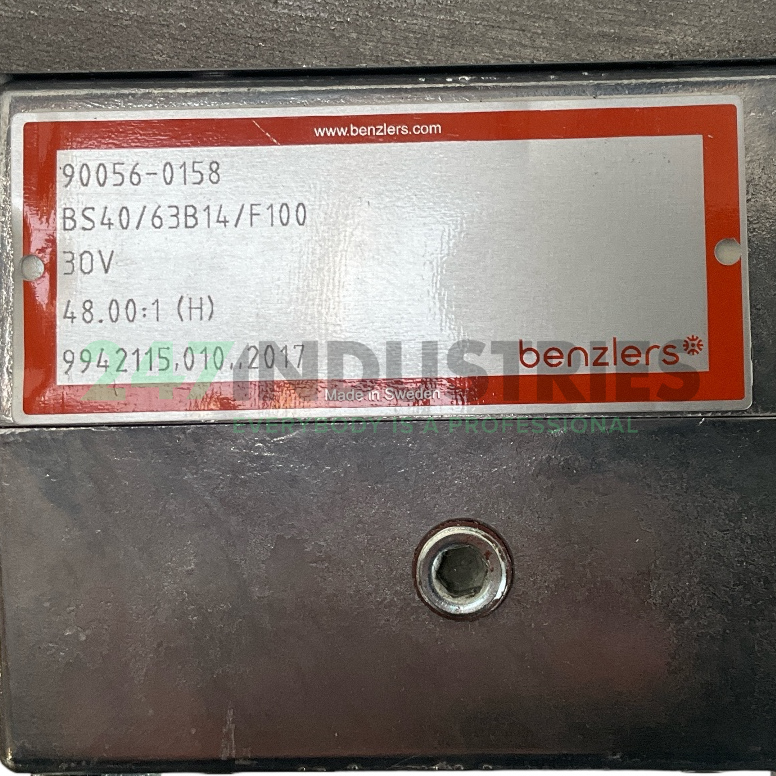 www.benzlers.com
90056-0158
BS40/63B14/F100
30V
48.00:1 (H)
9942115,010,,2017
benzlers
Made in Sweden
247INDUSTRIES
EVERYBODY IS A PROFESSIONAL